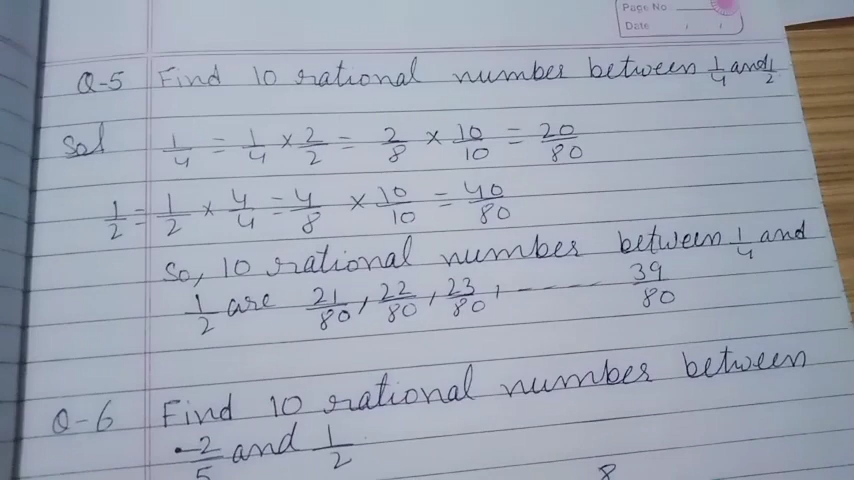 Page No
Date
Q-5 Find 10 rational number between 1/4 and 1/2
Sol 1/4 = 1/4 × 2/2 = 2/8 × 10/10 = 20/80
1/2 = 1/2 × 4/4 = 4/8 × 10/10 = 40/80
So, 10 rational number between 1/4 and
1/2 are 21/80, 22/80, 23/80, ----- 39/80
Q-6 Find 10 rational number between
-2/5 and 1/2
8